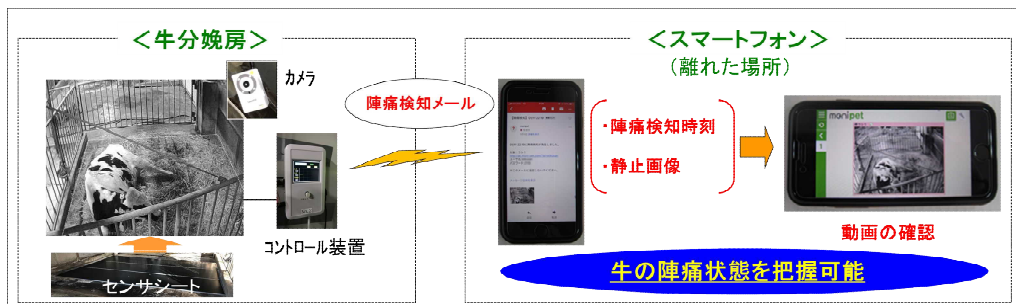 ＜牛分娩房＞
カメラ
コントロール装置
センサシート
陣痛検知メール
＜スマートフォン＞
（離れた場所）
・陣痛検知時刻
・静止画像
monipet
1
動画の確認
牛の陣痛状態を把握可能